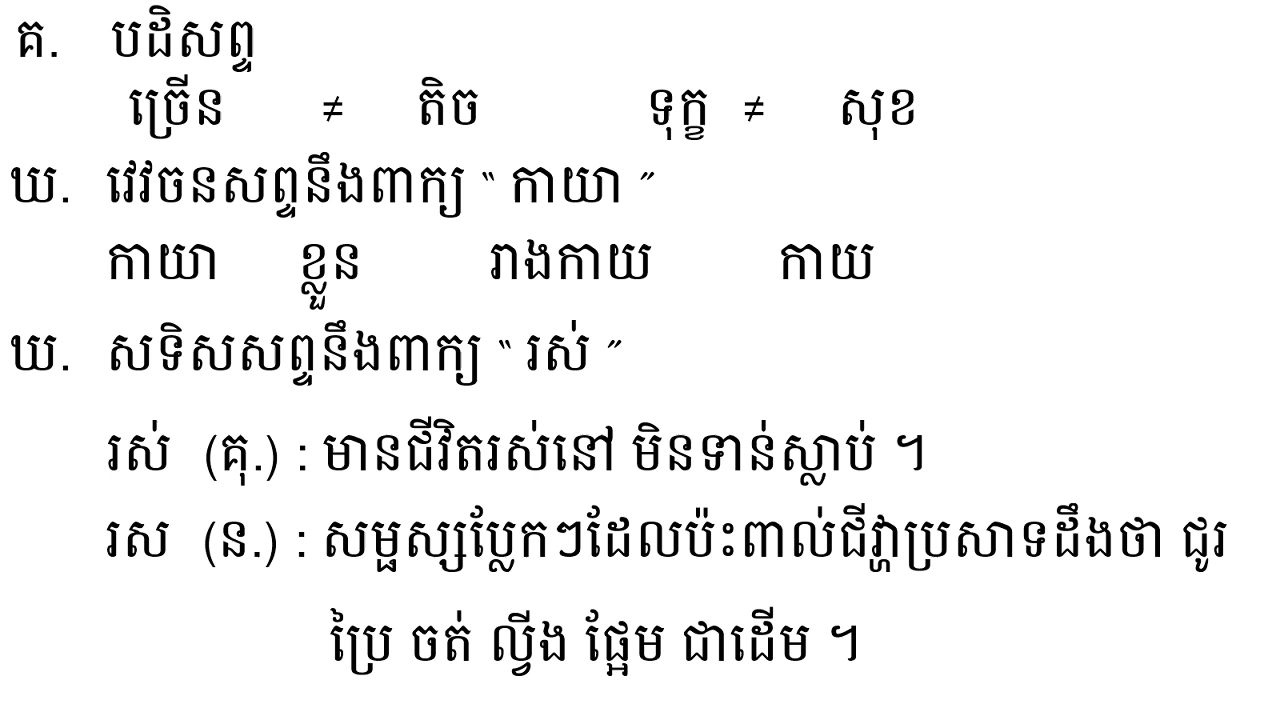 គ. បដិសព្ទ
ច្រើន ≠ តិច ទុក្ខ ≠ សុខ
ឃ. វេវចនសព្ទនឹងពាក្យ “ កាយា ”
កាយា ខ្លួន រាងកាយ កាយ
ឃ. សទិសសព្ទនឹងពាក្យ “ រស់ ”
រស់ (គុ.) : មានជីវិតរស់នៅ មិនទាន់ស្លាប់ ។
រស (ន.) : សម្ផស្សប្លែកៗដែលប៉ះពាល់ជីវ្ហាប្រសាទដឹងថា ជូរ
ប្រៃ ចត់ ល្វីង ផ្អែម ជាដើម ។